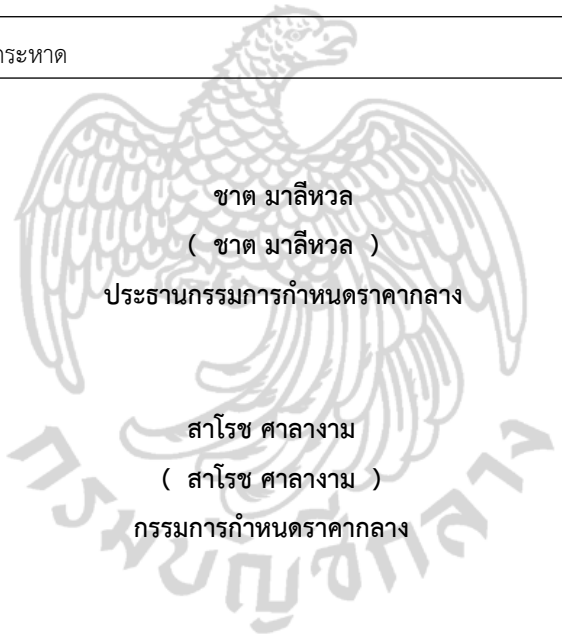 ชาต มาลีหวล
( ชาต มาลีหวล )
ประธานกรรมการกำหนดราคากลาง
สาโรช ศาลางาม
( สาโรช ศาลางาม )
กรรมการกำหนดราคากลาง
กรมบัญชีกลาง